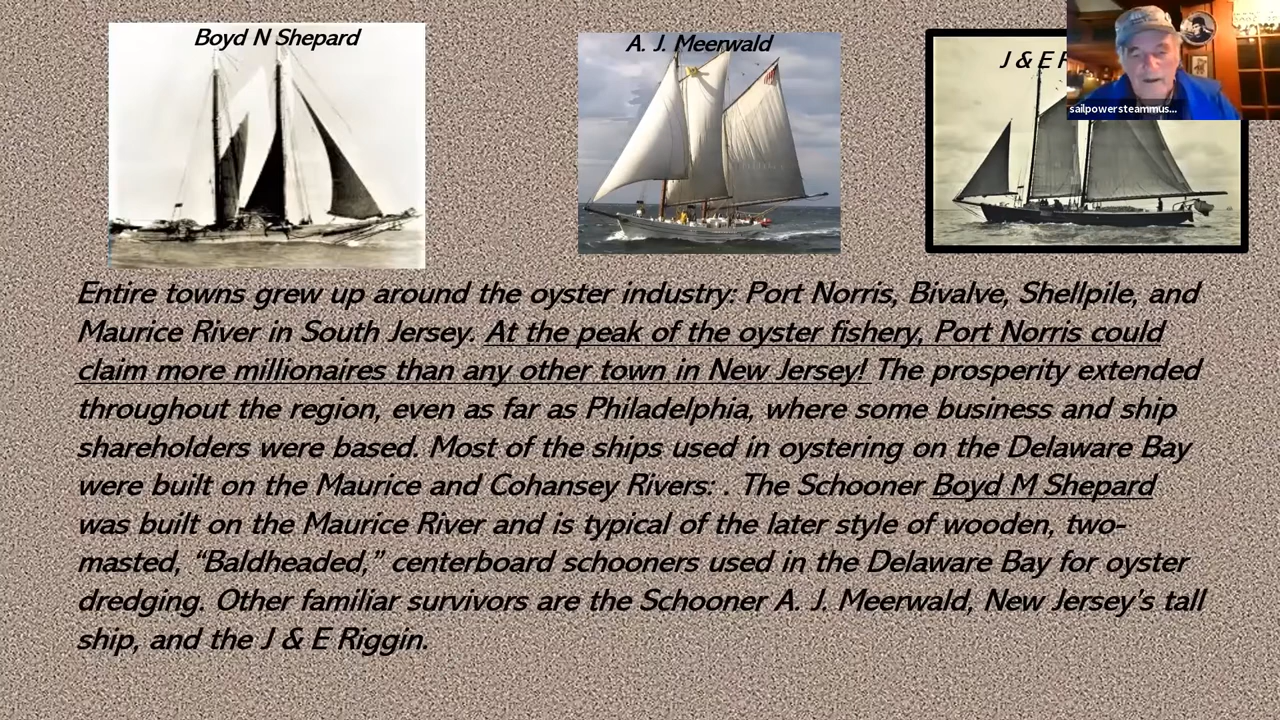 Boyd N Shepard
A. J. Meerwald
J & E
sailpowersteammus...
Entire towns grew up around the oyster industry: Port Norris, Bivalve, Shellpile, and
Maurice River in South Jersey. At the peak of the oyster fishery, Port Norris could
claim more millionaires than any other town in New Jersey! The prosperity extended
throughout the region, even as far as Philadelphia, where some business and ship
shareholders were based. Most of the ships used in oystering on the Delaware Bay
were built on the Maurice and Cohansey Rivers: . The Schooner Boyd M Shepard
was built on the Maurice River and is typical of the later style of wooden, two-
masted, “Baldheaded,” centerboard schooners used in the Delaware Bay for oyster
dredging. Other familiar survivors are the Schooner A. J. Meerwald, New Jersey's tall
ship, and the J & E Riggin.